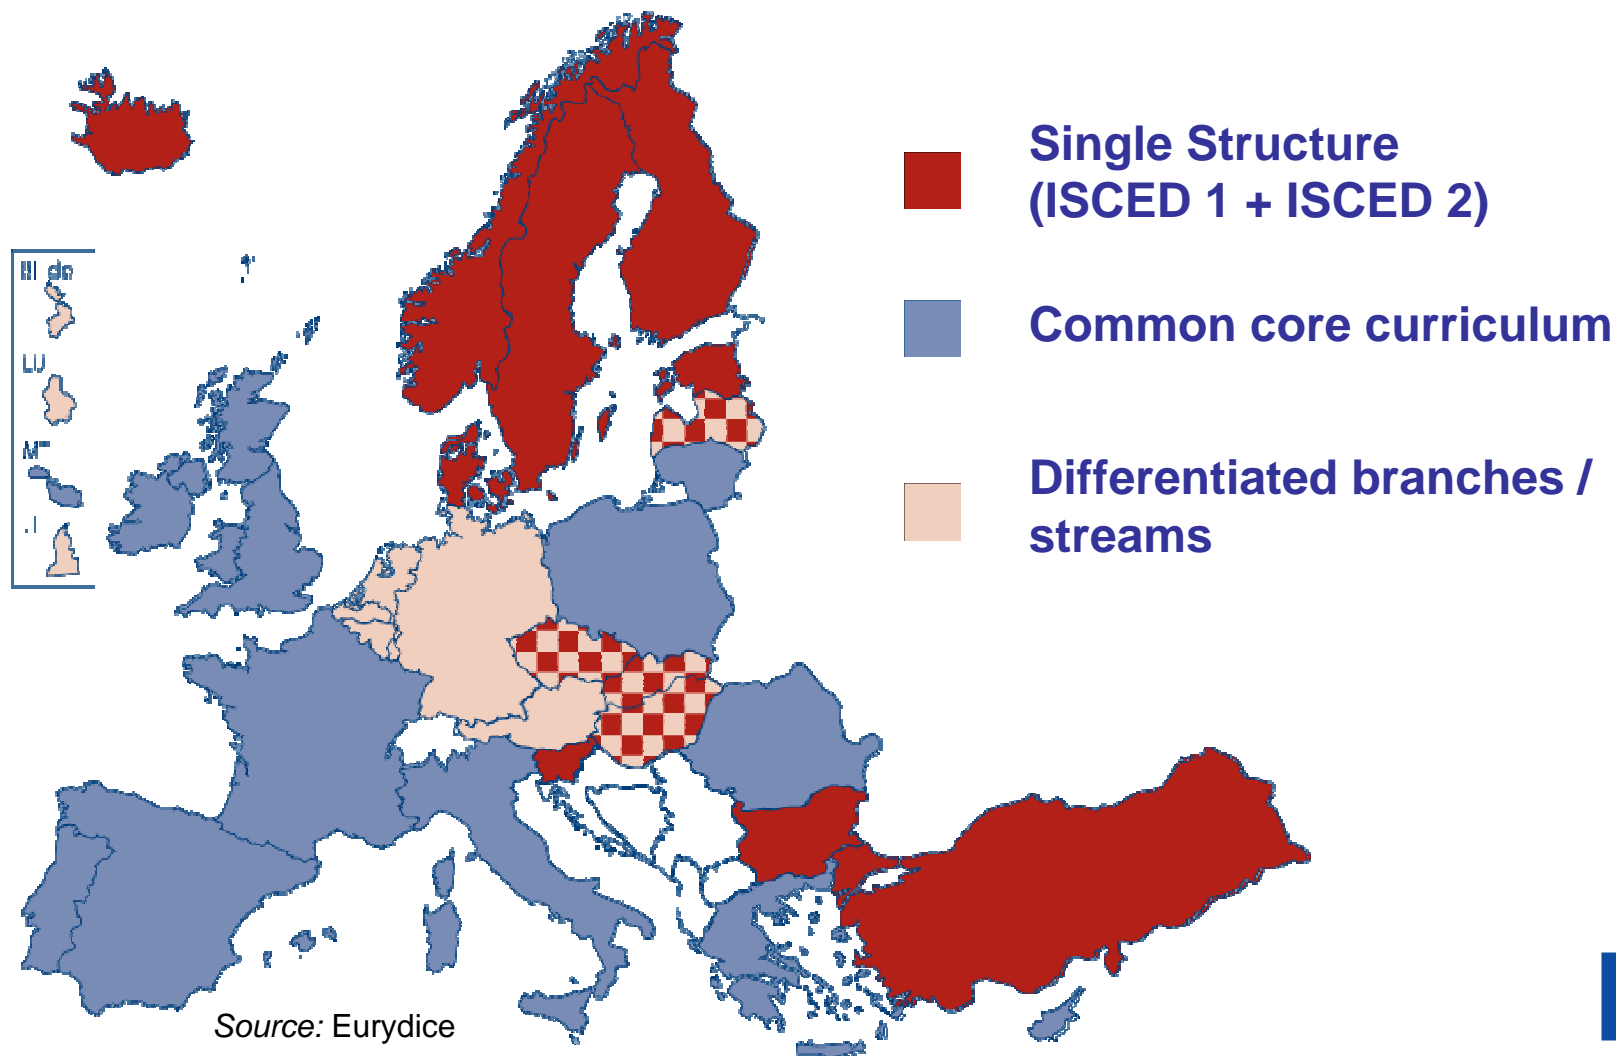 Single Structure
(ISCED 1 + ISCED 2)
Common core curriculum
Differentiated branches /
streams
LU
Source: Eurydice